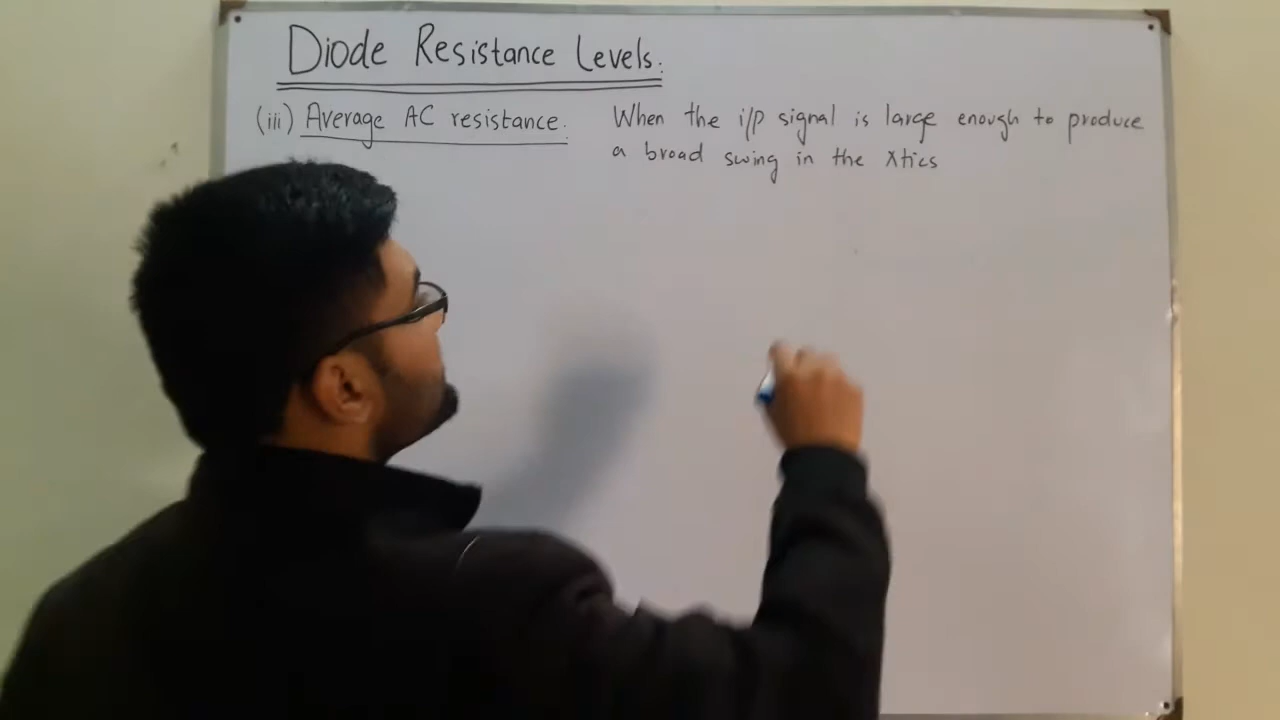 Diode Resistance Levels:
(iii) Average AC resistance. When the i/p signal is large enough to produce
a broad swing in the Xtics